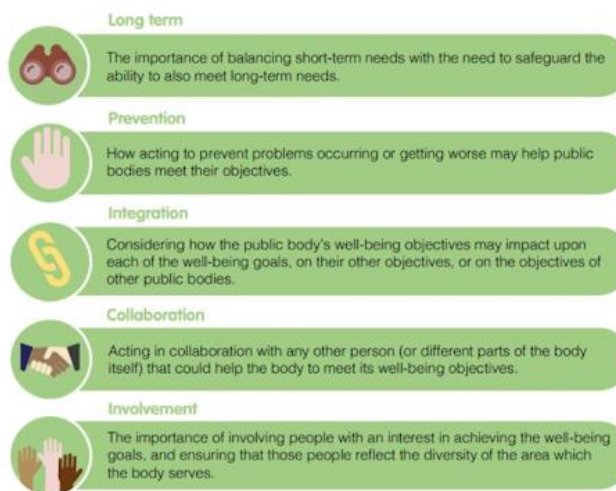 Long term
The importance of balancing short-term needs with the need to safeguard the
ability to also meet long-term needs.
Prevention
How acting to prevent problems occurring or getting worse may help public
bodies meet their objectives.
Integration
Considering how the public body's well-being objectives may impact upon
each of the well-being goals, on their other objectives, or on the objectives of
other public bodies.
Collaboration
Acting in collaboration with any other person (or different parts of the body
itself) that could help the body to meet its well-being objectives.
Involvement
The importance of involving people with an interest in achieving the well-being
goals, and ensuring that those people reflect the diversity of the area which
the body serves.